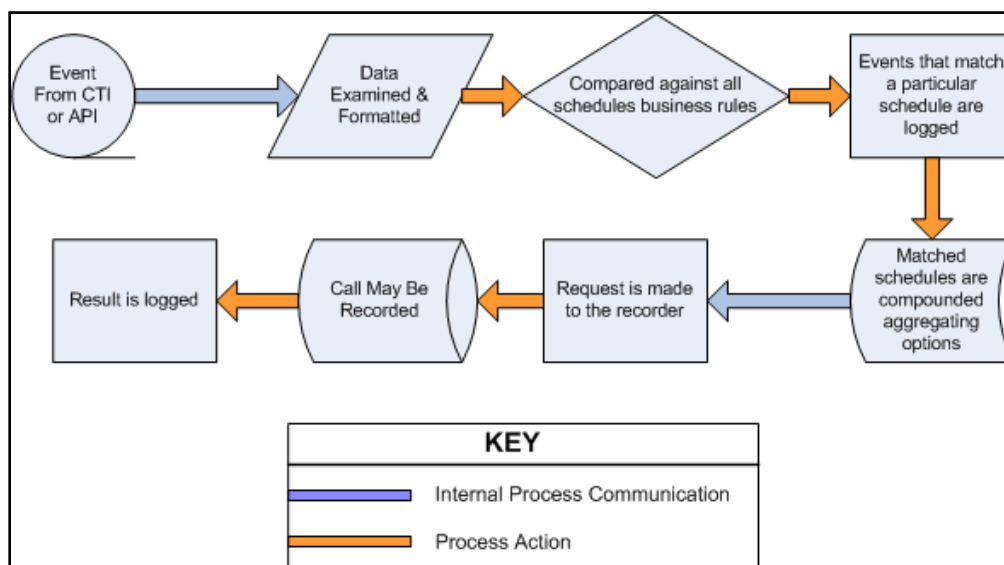 Event
From CTI
or API
Data
Examined &
Formatted
Compared against all
schedules business rules
Events that match
a particular
schedule are
logged
Result is logged
Call May Be
Recorded
Request is made
to the recorder
Matched
schedules are
compounded
aggregating
options
KEY
Internal Process Communication
Process Action